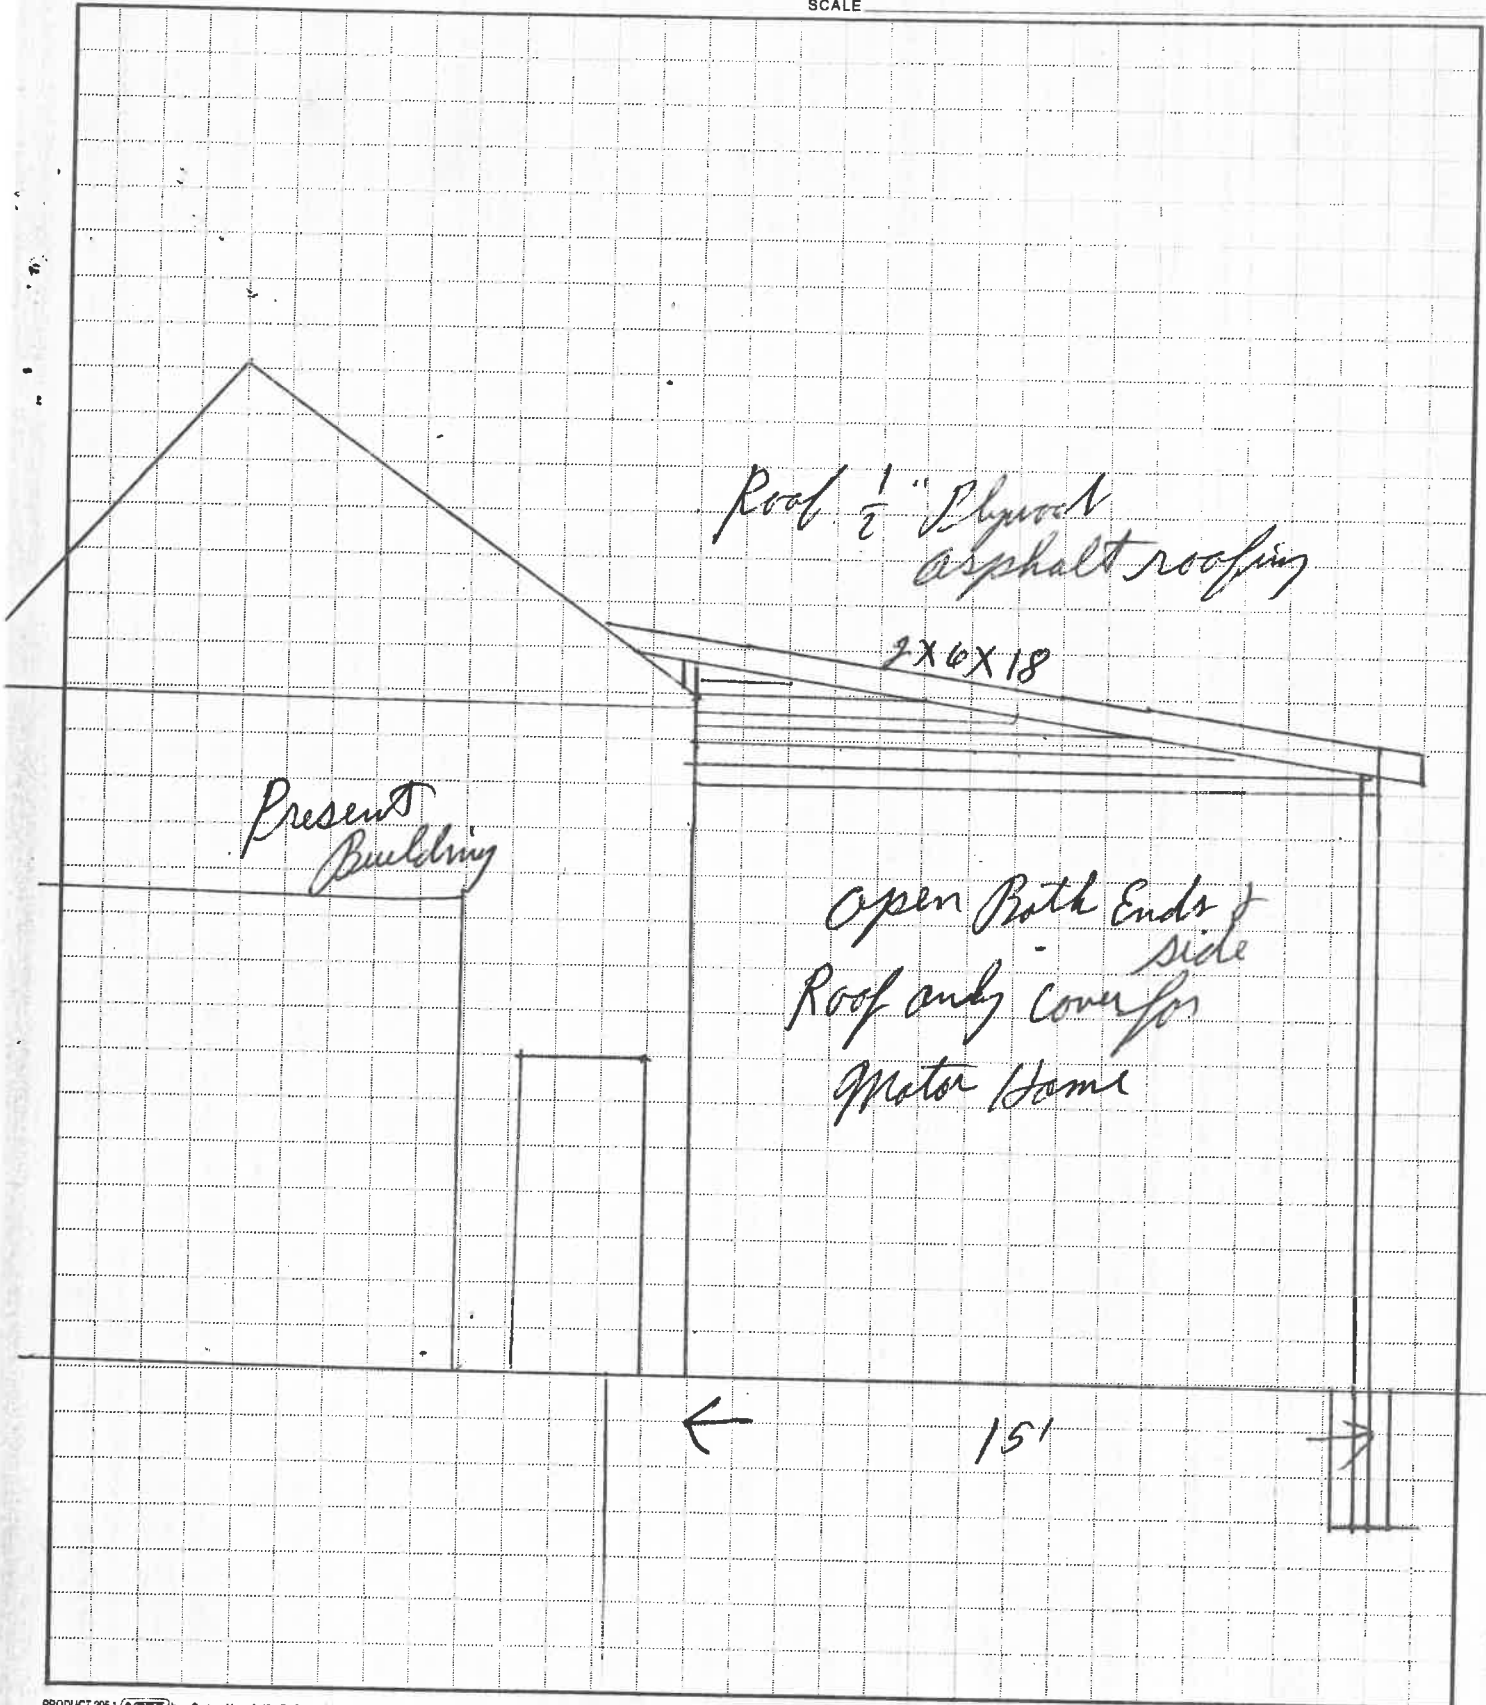 SCALE
Roof 1/2" Plywood
asphalt roofing
2X6X18
Present
Building
open Both Ends &
side
Roof only cover for
Motor Home
15'